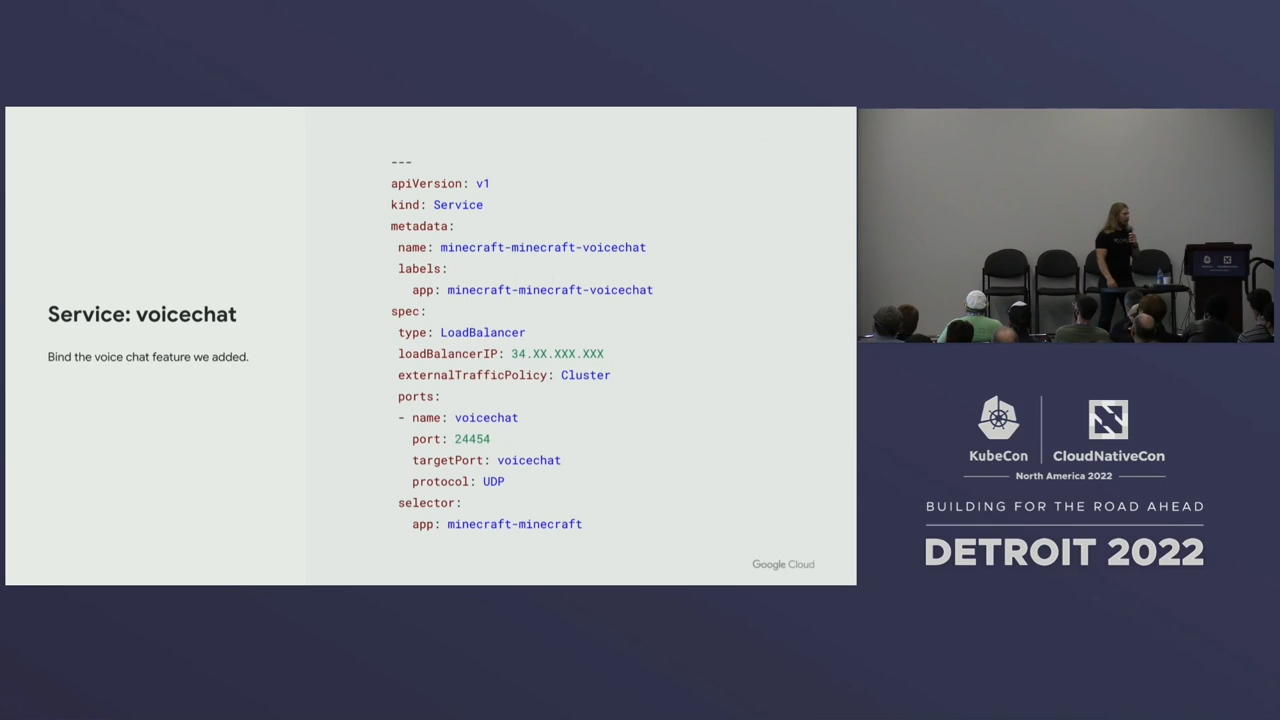 Service: voicechat
Bind the voice chat feature we added.
---
apiVersion: v1
kind: Service
metadata:
 name: minecraft-minecraft-voicechat
 labels:
   app: minecraft-minecraft-voicechat
spec:
 type: LoadBalancer
 loadBalancerIP: 34.XX.XXX.XXX
 externalTrafficPolicy: Cluster
 ports:
 - name: voicechat
   port: 24454
   targetPort: voicechat
   protocol: UDP
 selector:
   app: minecraft-minecraft
Google Cloud
KubeCon
CloudNativeCon
North America 2022
BUILDING FOR THE ROAD AHEAD
DETROIT 2022